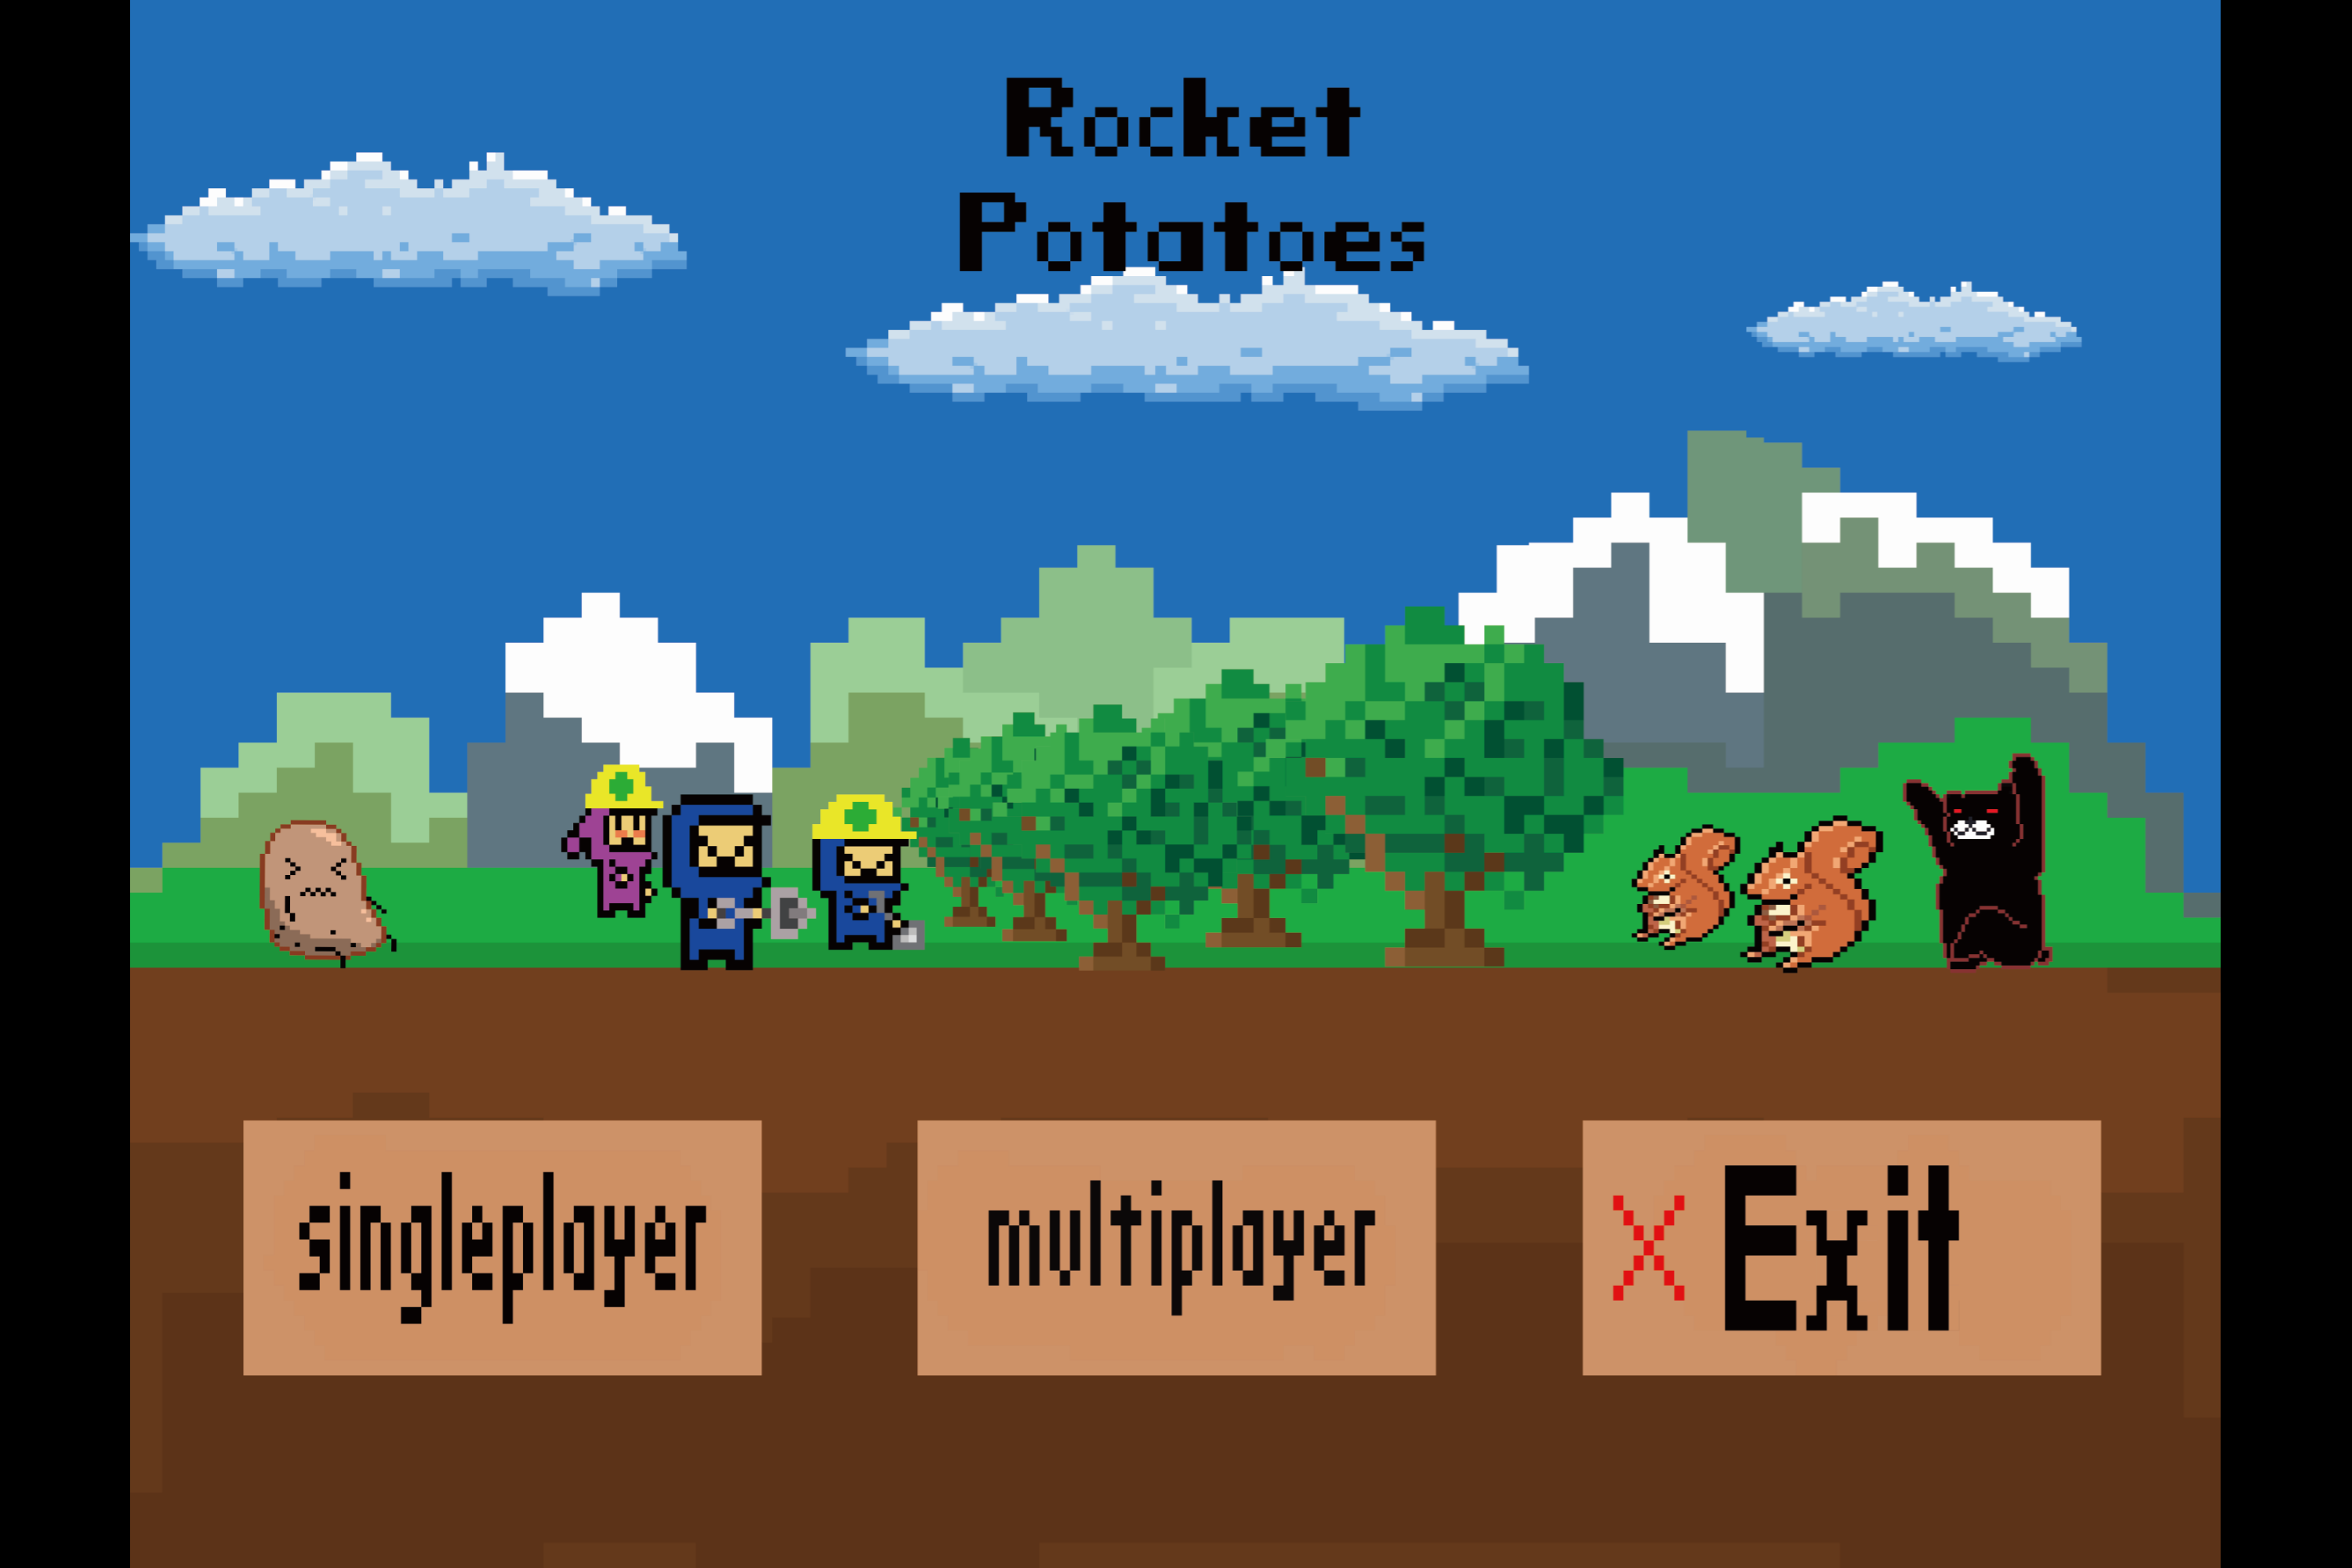 Rocket
Potatoes
singleplayer
multiplayer
X Exit